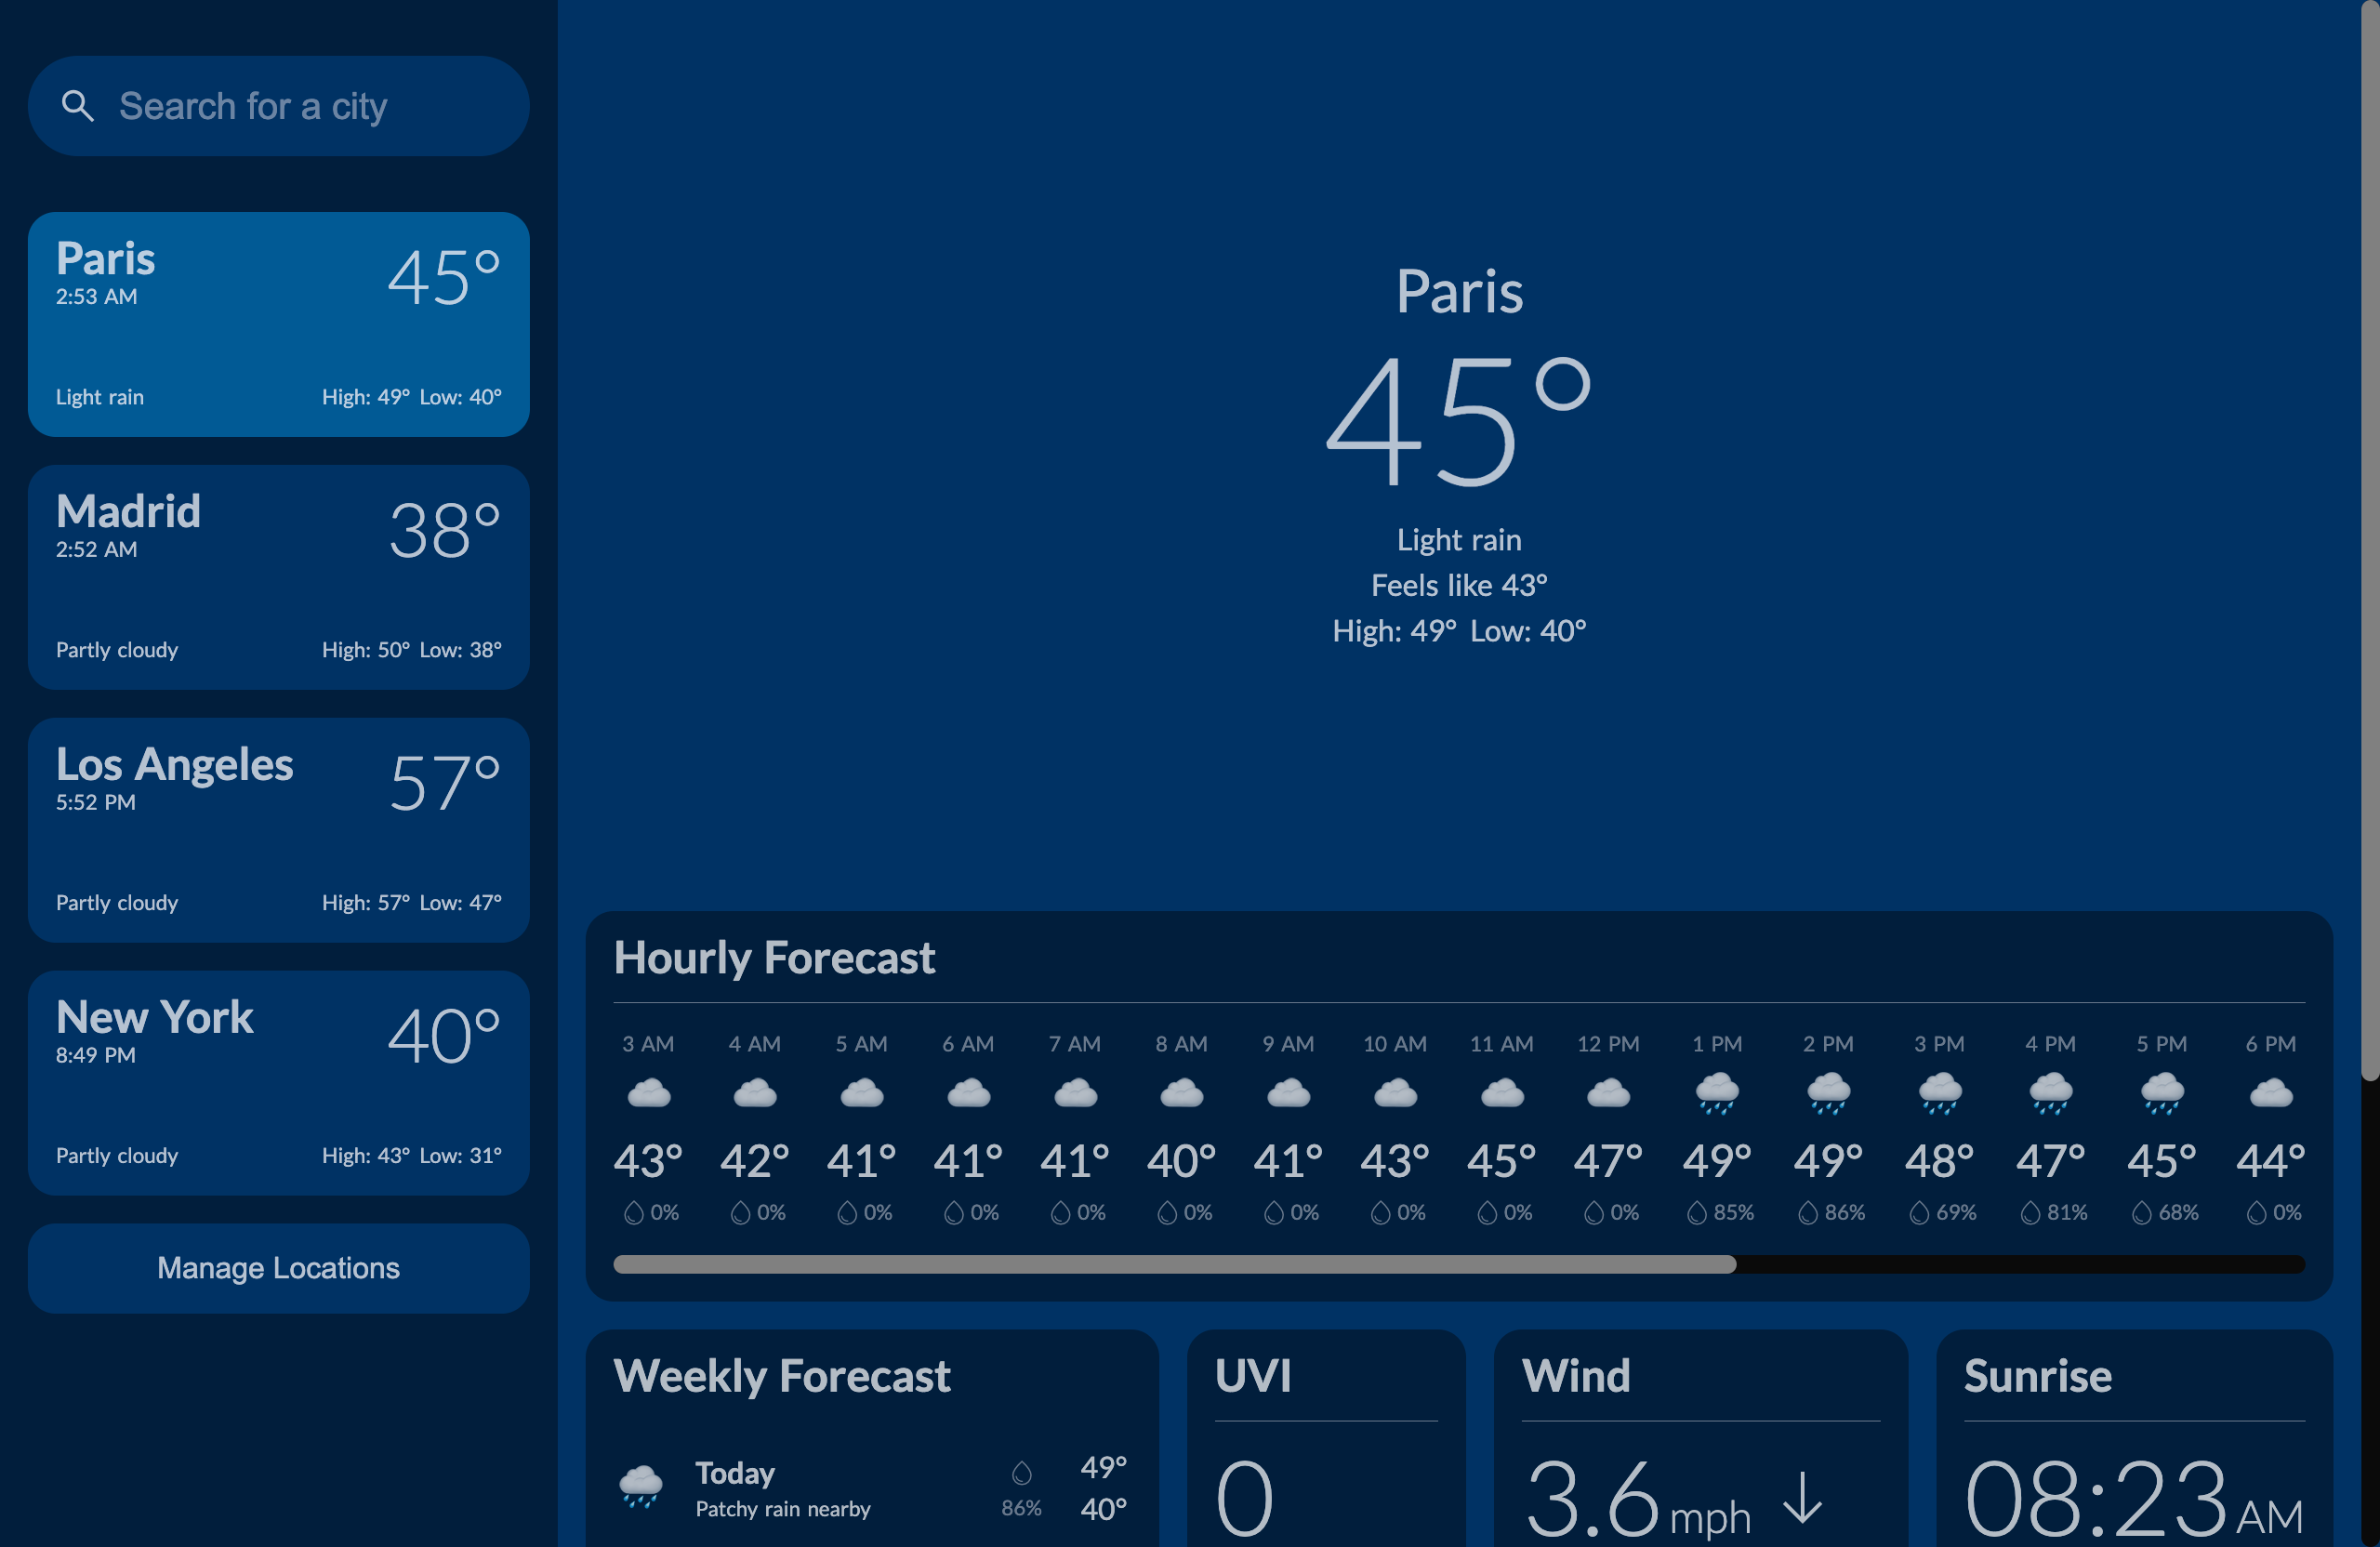 Search for a city
Paris
2:53 AM
45°
Light rain
High: 49° Low: 40°
Madrid
2:52 AM
38°
Partly cloudy
High: 50° Low: 38°
Los Angeles
5:52 PM
57°
Partly cloudy
High: 57° Low: 47°
New York
8:49 PM
40°
Partly cloudy
High: 43° Low: 31°
Manage Locations
Paris
45°
Light rain
Feels like 43°
High: 49° Low: 40°
Hourly Forecast
3 AM 4 AM 5 AM 6 AM 7 AM 8 AM 9 AM 10 AM 11 AM 12 PM 1 PM 2 PM 3 PM 4 PM 5 PM 6 PM
43° 42° 41° 41° 41° 40° 41° 43° 45° 47° 49° 49° 48° 47° 45° 44°
0% 0% 0% 0% 0% 0% 0% 0% 0% 0% 85% 86% 69% 81% 68% 0%
Weekly Forecast
Today
Patchy rain nearby
86%
49°
40°
UVI
0
Wind
3.6 mph
Sunrise
08:23 AM